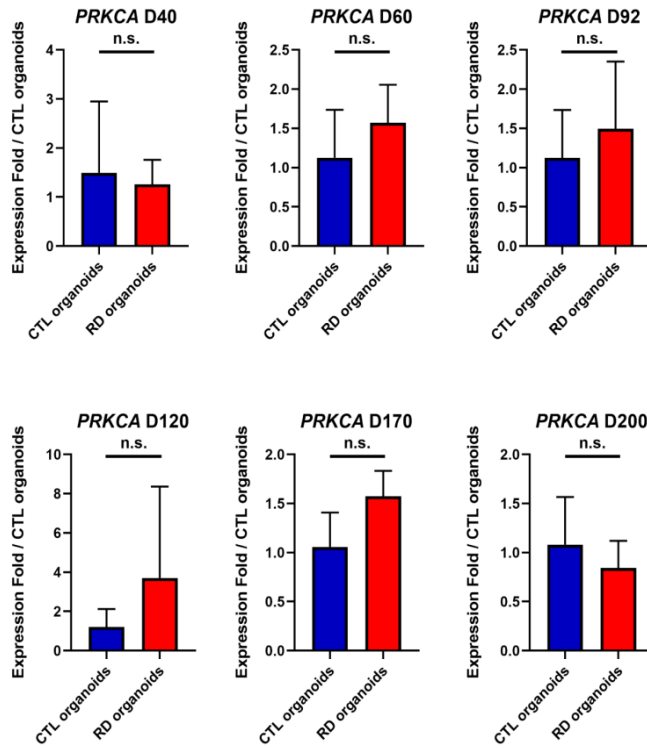 PRKCA D40
n.s.
Expression Fold / CTL organoids
4
3
2
1
0
CTL organoids
RD organoids
PRKCA D60
n.s.
Expression Fold / CTL organoids
2.5
2.0
1.5
1.0
0.5
0.0
CTL organoids
RD organoids
PRKCA D92
n.s.
Expression Fold / CTL organoids
2.5
2.0
1.5
1.0
0.5
0.0
CTL organoids
RD organoids
PRKCA D120
n.s.
Expression Fold / CTL organoids
10
8
6
4
2
0
CTL organoids
RD organoids
PRKCA D170
n.s.
Expression Fold / CTL organoids
2.0
1.5
1.0
0.5
0.0
CTL organoids
RD organoids
PRKCA D200
n.s.
Expression Fold / CTL organoids
2.0
1.5
1.0
0.5
0.0
CTL organoids
RD organoids